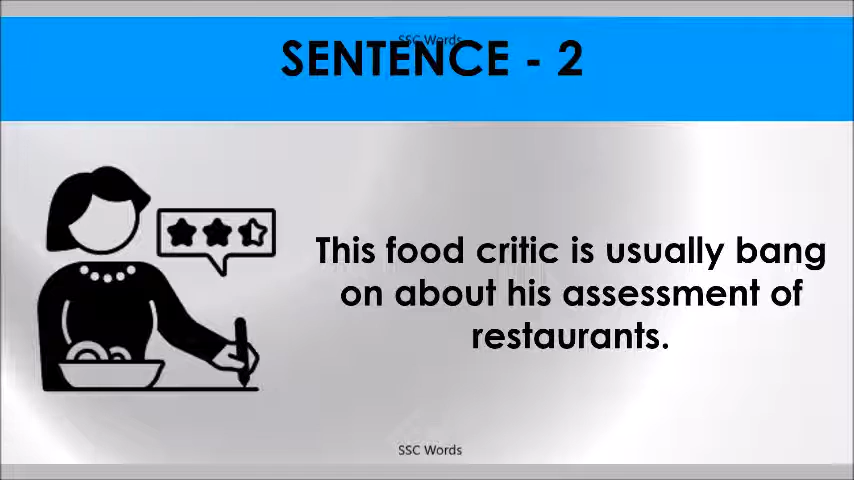 SSC Words
SENTENCE - 2
This food critic is usually bang
on about his assessment of
restaurants.
SSC Words